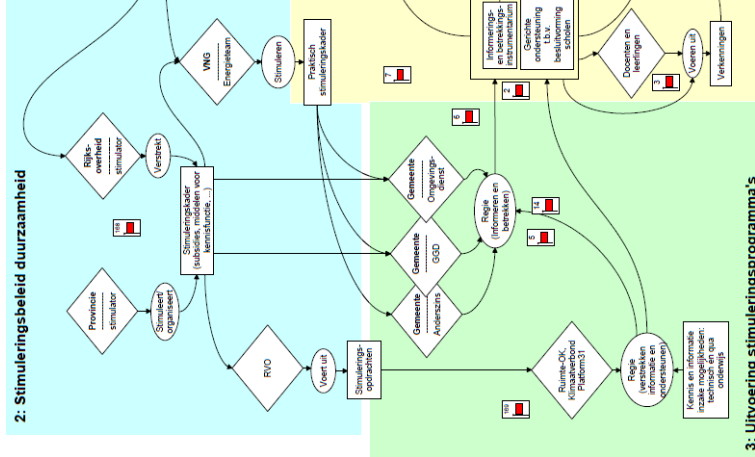 2: Stimuleringsbeleid duurzaamheid
Provincie
stimulator
Stimuleert/
organiseert
Rijks-
overheid
stimulator
Verstrekt
168
Stimuleringskader
(subsidies, middelen voor
kennisfunctie, ...)
VNG
Energieteam
Stimuleren
Praktisch
stimuleringskader
RVO
Voert uit
Stimulerings-
opdrachten
Gemeente
Anderszins
Gemeente
GGD
Gemeente
Omgevings-
dienst
Regie
(Informeren en
betrekken)
5
14
6
2
7
3
Informerings-
en betrekkings-
instrumentarium
Gerichte
ondersteuning
t.b.v.
besluitvorming
scholen
Docenten en
leerlingen
Voeren uit
Verkenningen
169
Ruimte-OK,
Klimaatverbond
Platform31
Regie
(verstrekken
informatie en
ondersteunen)
Kennis en informatie
inzake mogelijkheden:
technisch en qua
onderwijs
3: Uitvoering stimuleringsprogramma's